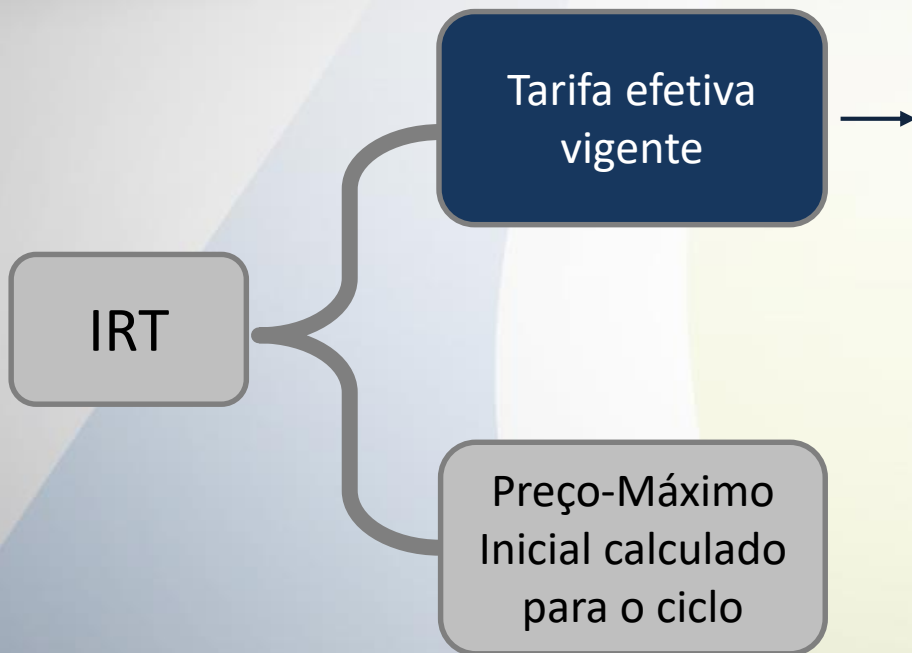 Tarifa efetiva
vigente
IRT
Preço-Máximo
Inicial calculado
para o ciclo